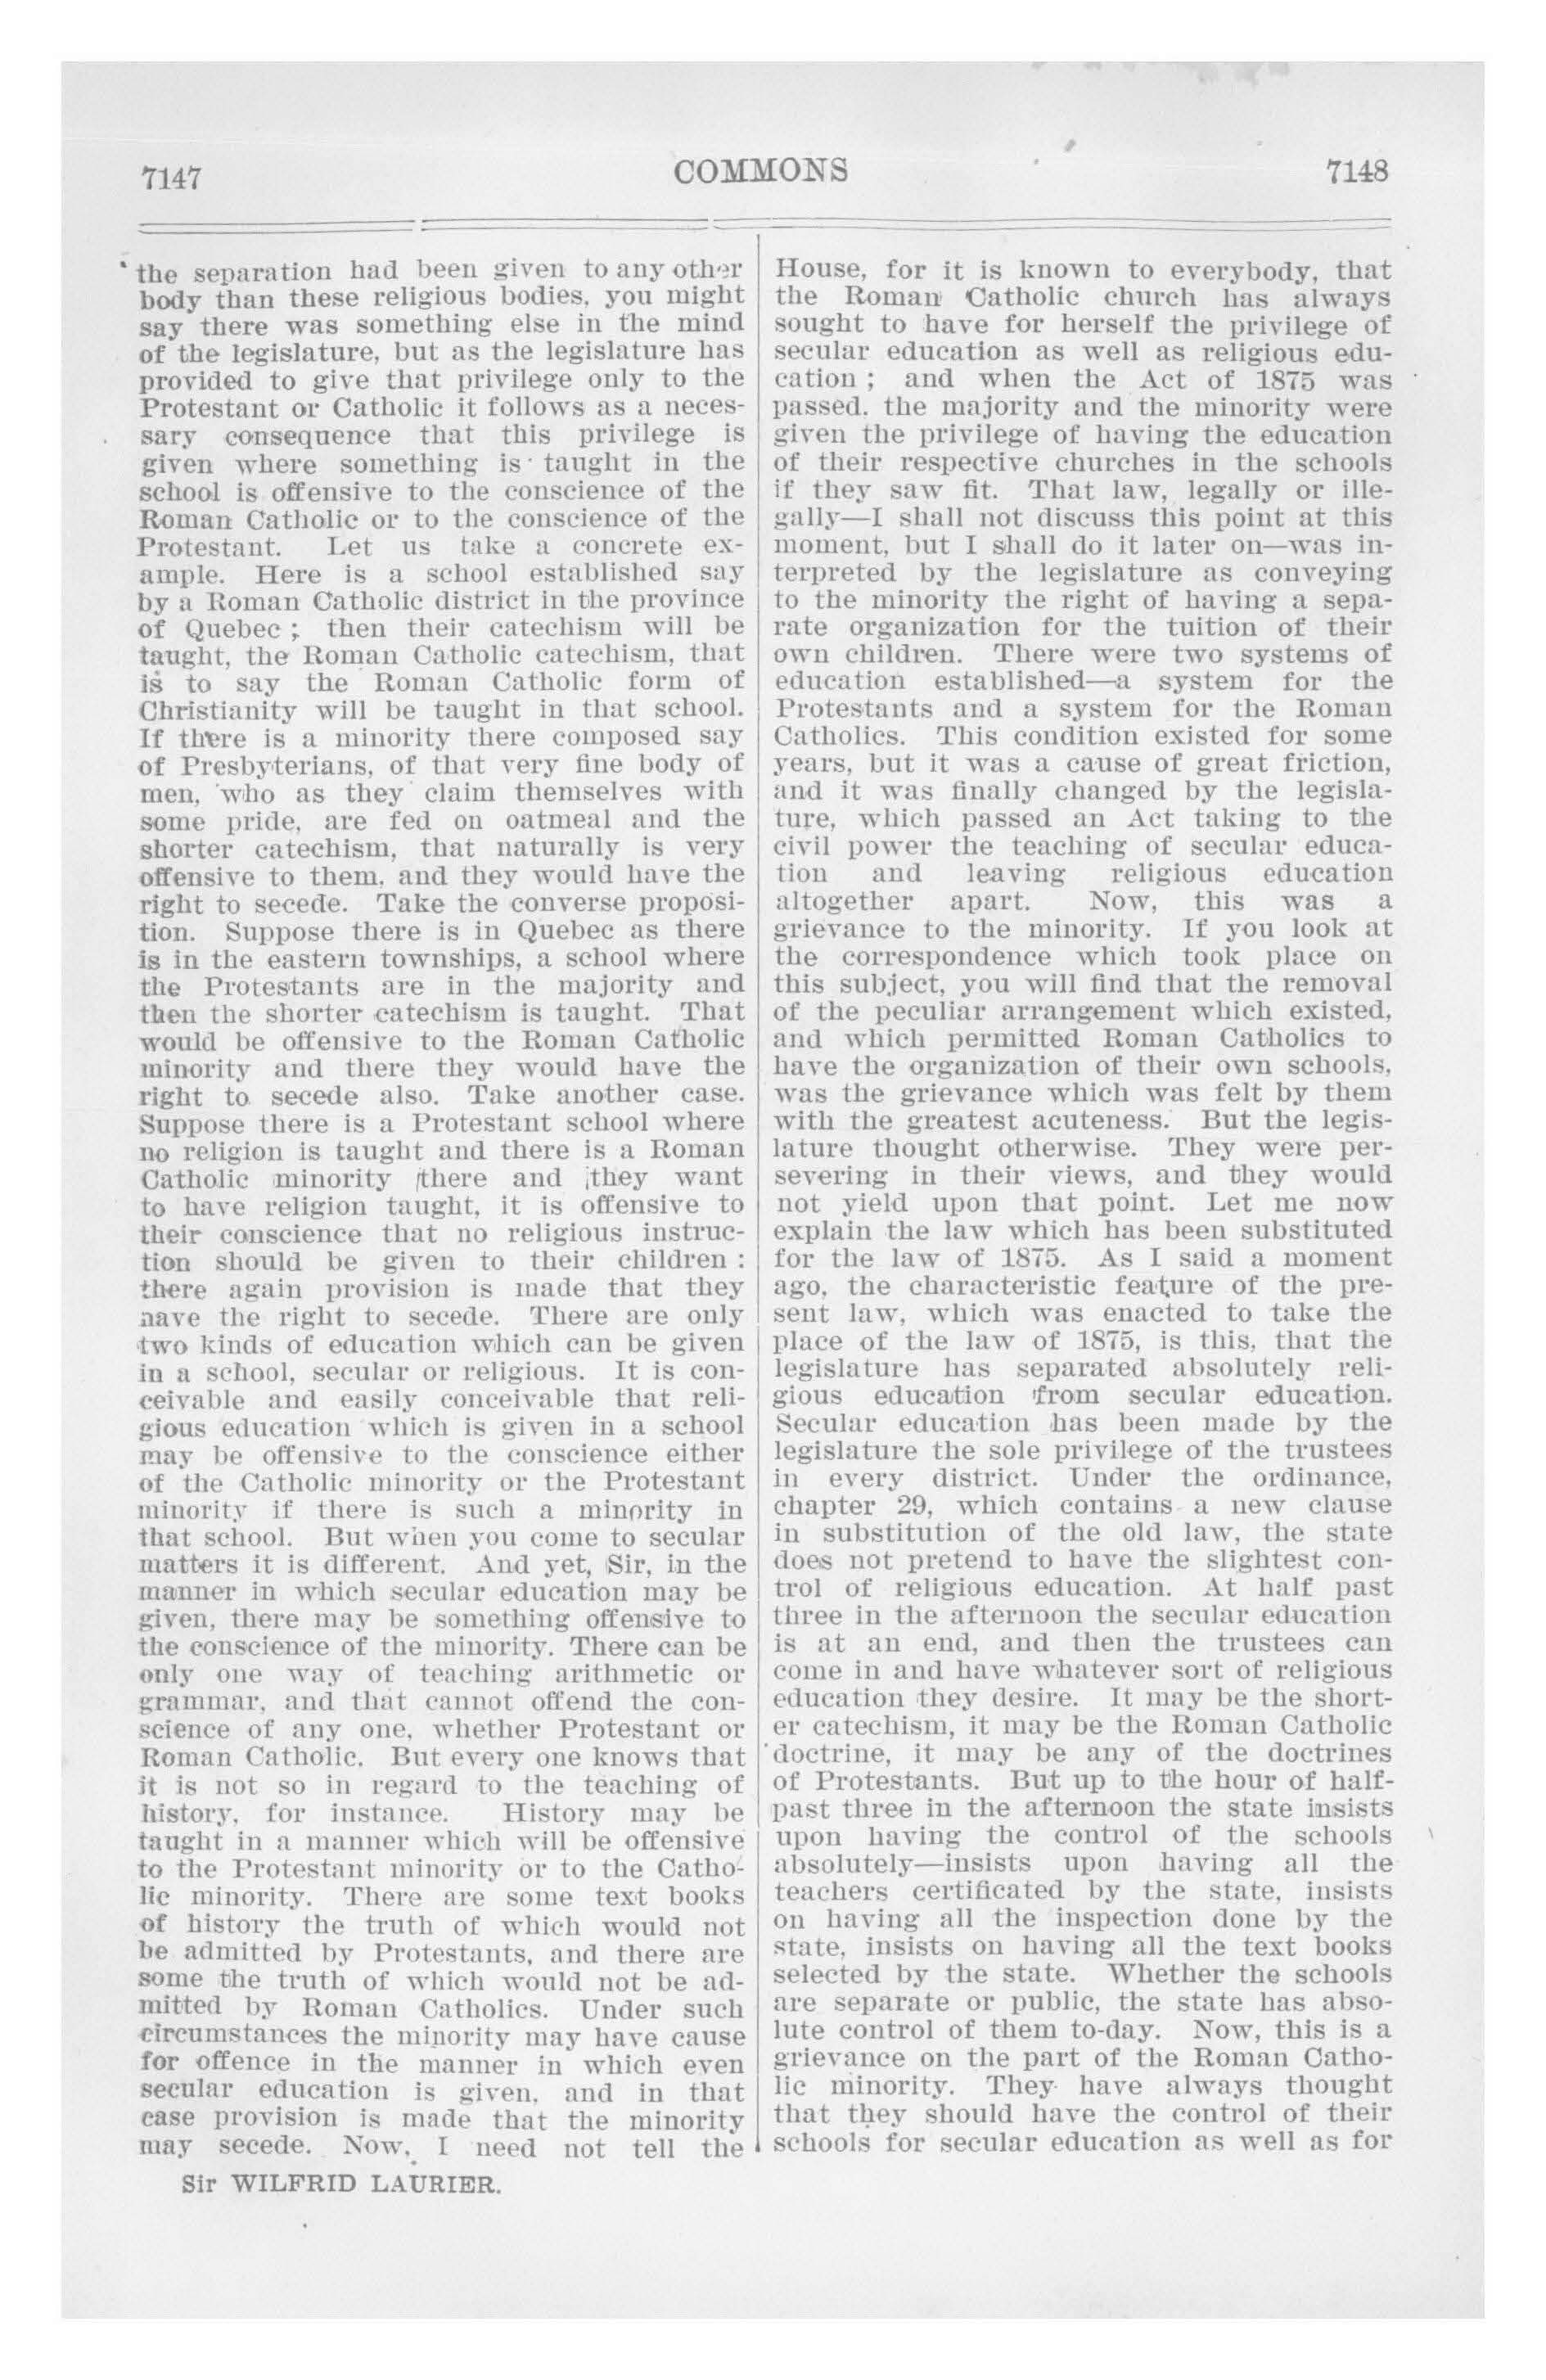 7147
COMMONS
7148
the separation had been given to any other
body than these religious bodies, you might
say there was something else in the mind
of the legislature, but as the legislature has
provided to give that privilege only to the
Protestant or Catholic it follows as a neces-
sary consequence that this privilege is
given where something is taught in the
school is offensive to the conscience of the
Roman Catholic or to the conscience of the
Protestant. Let us take a concrete ex-
ample. Here is a school established say
by a Roman Catholic district in the province
of Quebec ; then their catechism will be
taught, the Roman Catholic catechism, that
is to say the Roman Catholic form of
Christianity will be taught in that school.
If there is a minority there composed say
of Presbyterians, of that very fine body of
men, who as they claim themselves with
some pride, are fed on oatmeal and the
shorter catechism, that naturally is very
offensive to them, and they would have the
right to secede. Take the converse proposi-
tion. Suppose there is in Quebec as there
is in the eastern townships, a school where
the Protestants are in the majority and
then the shorter catechism is taught. That
would be offensive to the Roman Catholic
minority and there they would have the
right to secede also. Take another case.
Suppose there is a Protestant school where
no religion is taught and there is a Roman
Catholic minority there and they want
to have religion taught, it is offensive to
their conscience that no religious instruc-
tion should be given to their children :
there again provision is made that they
have the right to secede. There are only
two kinds of education which can be given
in a school, secular or religious. It is con-
ceivable and easily conceivable that reli-
gious education which is given in a school
may be offensive to the conscience either
of the Catholic minority or the Protestant
minority if there is such a minority in
that school. But when you come to secular
matters it is different. And yet, Sir, in the
manner in which secular education may be
given, there may be something offensive to
the conscience of the minority. There can be
only one way of teaching arithmetic or
grammar, and that cannot offend the con-
science of any one, whether Protestant or
Roman Catholic. But every one knows that
it is not so in regard to the teaching of
history, for instance. History may be
taught in a manner which will be offensive
to the Protestant minority or to the Catho-
lic minority. There are some text books
of history the truth of which would not
be admitted by Protestants, and there are
some the truth of which would not be ad-
mitted by Roman Catholics. Under such
circumstances the minority may have cause
for offence in the manner in which even
secular education is given, and in that
case provision is made that the minority
may secede. Now, I need not tell the
Sir WILFRID LAURIER.
House, for it is known to everybody, that
the Roman Catholic church has always
sought to have for herself the privilege of
secular education as well as religious edu-
cation ; and when the Act of 1875 was
passed, the majority and the minority were
given the privilege of having the education
of their respective churches in the schools
if they saw fit. That law, legally or ille-
gally—I shall not discuss this point at this
moment, but I shall do it later on—was in-
terpreted by the legislature as conveying
to the minority the right of having a sepa-
rate organization for the tuition of their
own children. There were two systems of
education established—a system for the
Protestants and a system for the Roman
Catholics. This condition existed for some
years, but it was a cause of great friction,
and it was finally changed by the legisla-
ture, which passed an Act taking to the
civil power the teaching of secular educa-
tion and leaving religious education
altogether apart. Now, this was a
grievance to the minority. If you look at
the correspondence which took place on
this subject, you will find that the removal
of the peculiar arrangement which existed,
and which permitted Roman Catholics to
have the organization of their own schools,
was the grievance which was felt by them
with the greatest acuteness. But the legis-
lature thought otherwise. They were per-
severing in their views, and they would
not yield upon that point. Let me now
explain the law which has been substituted
for the law of 1875. As I said a moment
ago, the characteristic feature of the pre-
sent law, which was enacted to take the
place of the law of 1875, is this, that the
legislature has separated absolutely reli-
gious education from secular education.
Secular education has been made by the
legislature the sole privilege of the trustees
in every district. Under the ordinance,
chapter 29, which contains a new clause
in substitution of the old law, the state
does not pretend to have the slightest con-
trol of religious education. At half past
three in the afternoon the secular education
is at an end, and then the trustees can
come in and have whatever sort of religious
education they desire. It may be the short-
er catechism, it may be the Roman Catholic
doctrine, it may be any of the doctrines
of Protestants. But up to the hour of half-
past three in the afternoon the state insists
upon having the control of the schools
absolutely—insists upon having all the
teachers certificated by the state, insists
on having all the inspection done by the
state, insists on having all the text books
selected by the state. Whether the schools
are separate or public, the state has abso-
lute control of them to-day. Now, this is a
grievance on the part of the Roman Catho-
lic minority. They have always thought
that they should have the control of their
schools for secular education as well as for